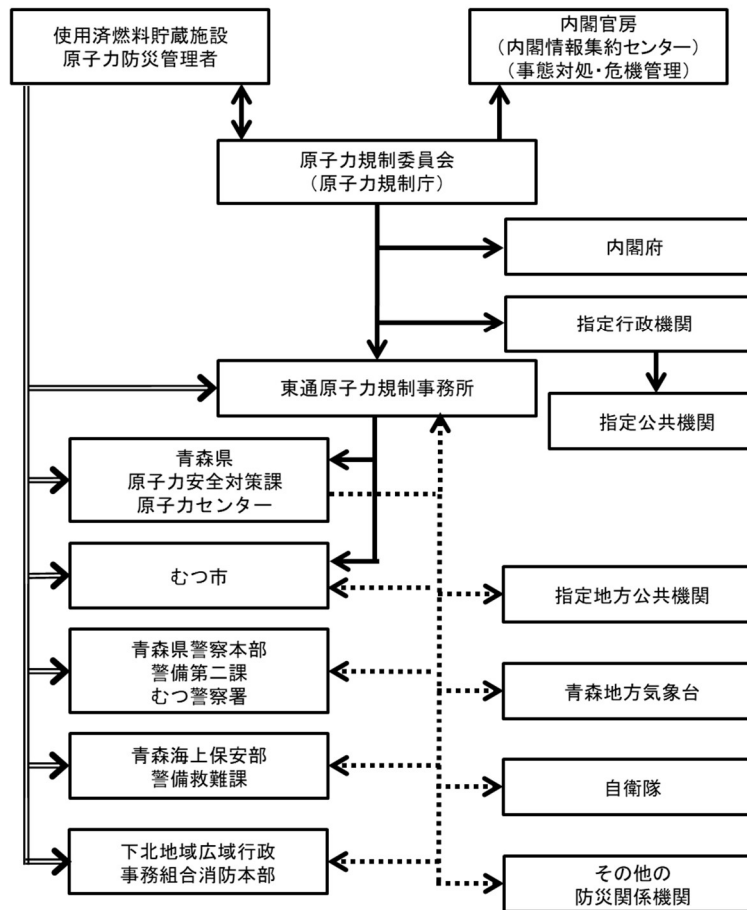 使用済燃料貯蔵施設
原子力防災管理者
内閣官房
（内閣情報集約センター）
（事態対処・危機管理）
原子力規制委員会
（原子力規制庁）
内閣府
指定行政機関
指定公共機関
東通原子力規制事務所
青森県
原子力安全対策課
原子力センター
むつ市
青森県警察本部
警備第二課
むつ警察署
青森海上保安部
警備救難課
下北地域広域行政
事務組合消防本部
指定地方公共機関
青森地方気象台
自衛隊
その他の
防災関係機関